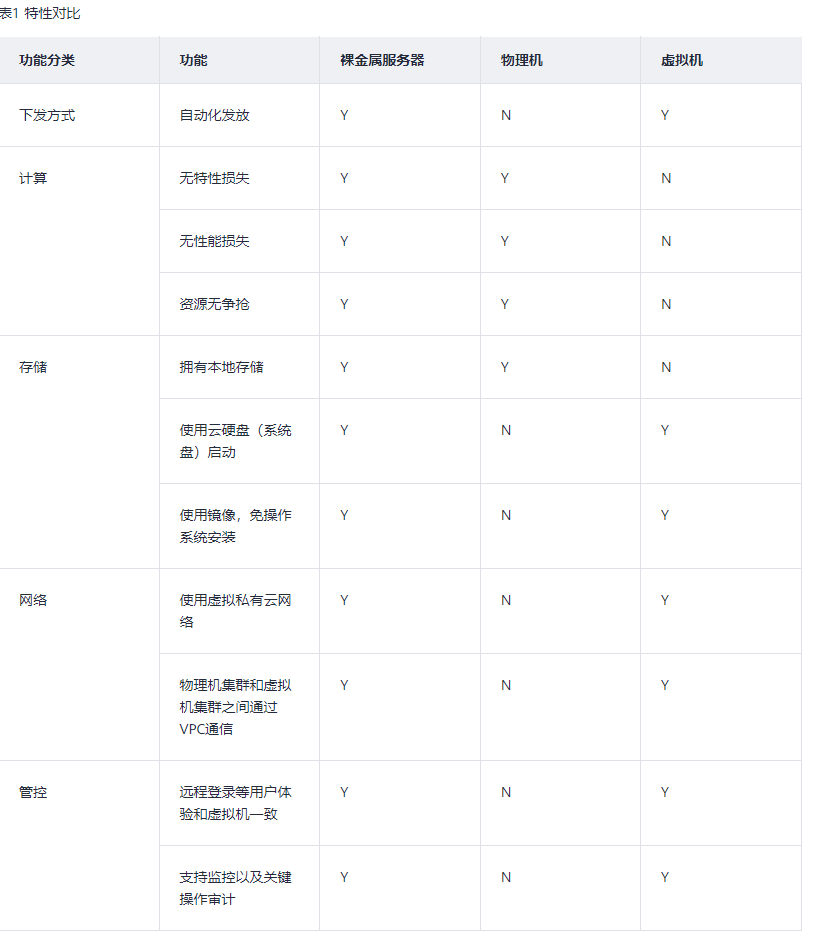 表1 特性对比
功能分类 功能 裸金属服务器 物理机 虚拟机
下发方式 自动化发放 Y N Y
计算 无特性损失 Y Y N
无性能损失 Y Y N
资源无争抢 Y Y N
存储 拥有本地存储 Y Y N
使用云硬盘（系统 Y N Y
盘）启动
使用镜像，免操作 Y N Y
系统安装
网络 使用虚拟私有云网 Y N Y
络
物理机集群和虚拟 Y N Y
机集群之间通过
VPC通信
管控 远程登录等用户体 Y N Y
验和虚拟机一致
支持监控以及关键 Y N Y
操作审计